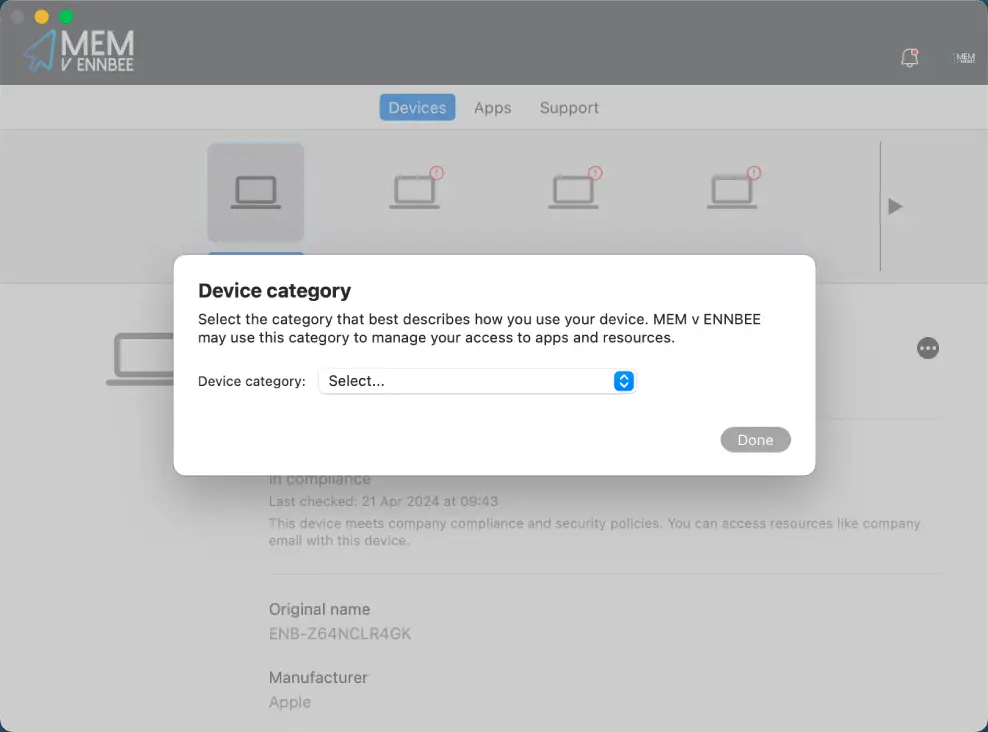 MEM
V ENNBEE
MEM
Devices
Apps
Support
Device category
Select the category that best describes how you use your device. MEM v ENNBEE
may use this category to manage your access to apps and resources.
Device category:
Select...
Done
In compliance
Last checked: 21 Apr 2024 at 09:43
This device meets company compliance and security policies. You can access resources like company
email with this device.
Original name
ENB-Z64NCLR4GK
Manufacturer
Apple